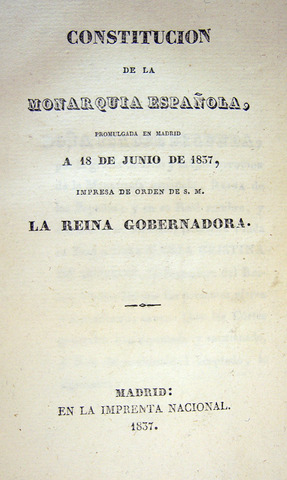 CONSTITUCION
DE LA
MONARQUIA ESPAÑOLA,
PROMULGADA EN MADRID
A 18 DE JUNIO DE 1837,
IMPRESA DE ORDEN DE S. M.
LA REINA GOBERNADORA.
MADRID:
EN LA IMPRENTA NACIONAL.
1837.